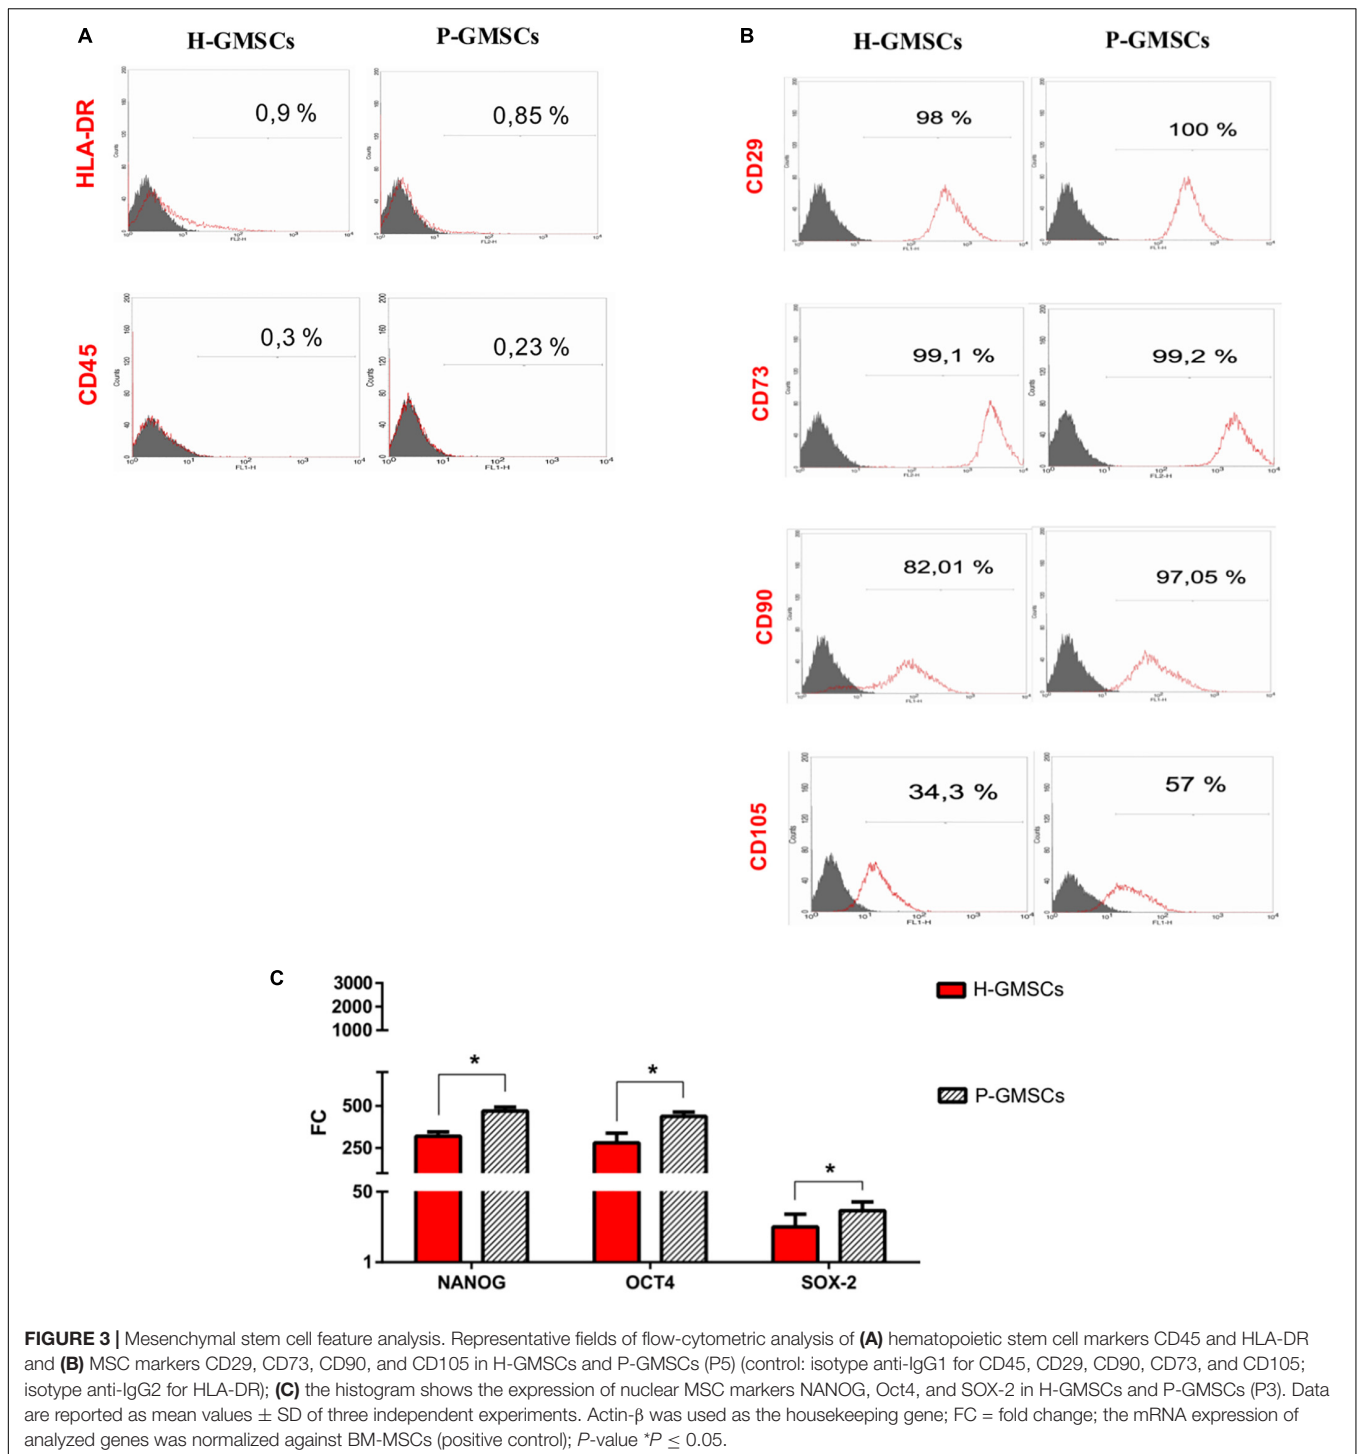 A
H-GMSCs
P-GMSCs
HLA-DR
0,9 %
0,85 %
CD45
0,3 %
0,23 %
B
H-GMSCs
P-GMSCs
CD29
98 %
100 %
CD73
99,1 %
99,2 %
CD90
82,01 %
97,05 %
CD105
34,3 %
57 %
C
3000
2000
1000
500
250
50
1
FC
*
*
*
NANOG
OCT4
SOX-2
H-GMSCs
P-GMSCs
FIGURE 3 | Mesenchymal stem cell feature analysis. Representative fields of flow-cytometric analysis of (A) hematopoietic stem cell markers CD45 and HLA-DR
and (B) MSC markers CD29, CD73, CD90, and CD105 in H-GMSCs and P-GMSCs (P5) (control: isotype anti-IgG1 for CD45, CD29, CD90, CD73, and CD105;
isotype anti-IgG2 for HLA-DR); (C) the histogram shows the expression of nuclear MSC markers NANOG, Oct4, and SOX-2 in H-GMSCs and P-GMSCs (P3). Data
are reported as mean values ± SD of three independent experiments. Actin-β was used as the housekeeping gene; FC = fold change; the mRNA expression of
analyzed genes was normalized against BM-MSCs (positive control); P-value *P ≤ 0.05.